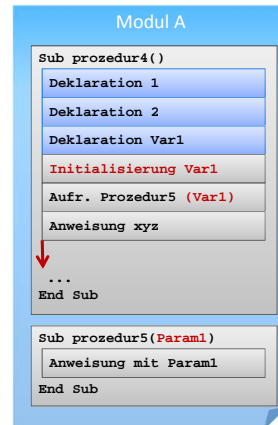 Modul A
Sub prozedur4()
Deklaration 1
Deklaration 2
Deklaration Var1
Initialisierung Var1
Aufr. Prozedur5 (Var1)
Anweisung xyz
...
End Sub
Sub prozedur5(Param1)
Anweisung mit Param1
End Sub